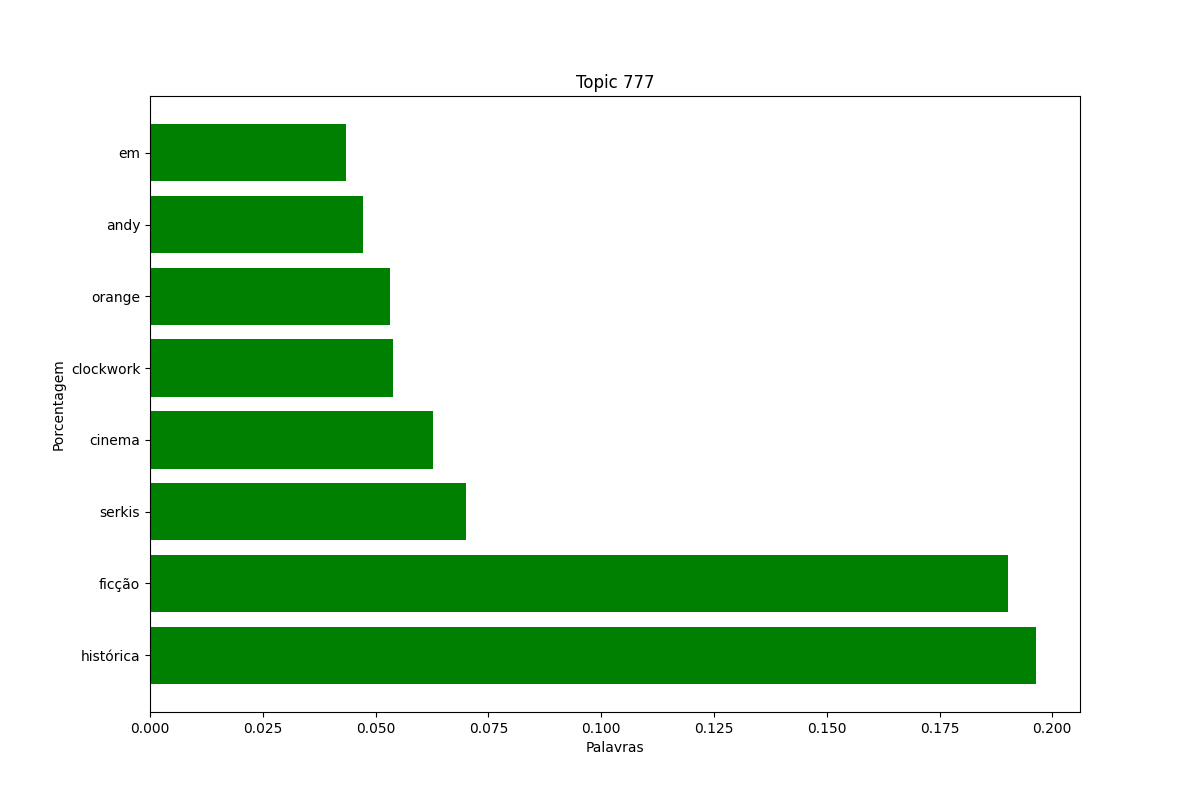 Topic 777
em
andy
orange
clockwork
cinema
serkis
ficção
histórica
Porcentagem
0.000 0.025 0.050 0.075 0.100 0.125 0.150 0.175 0.200
Palavras